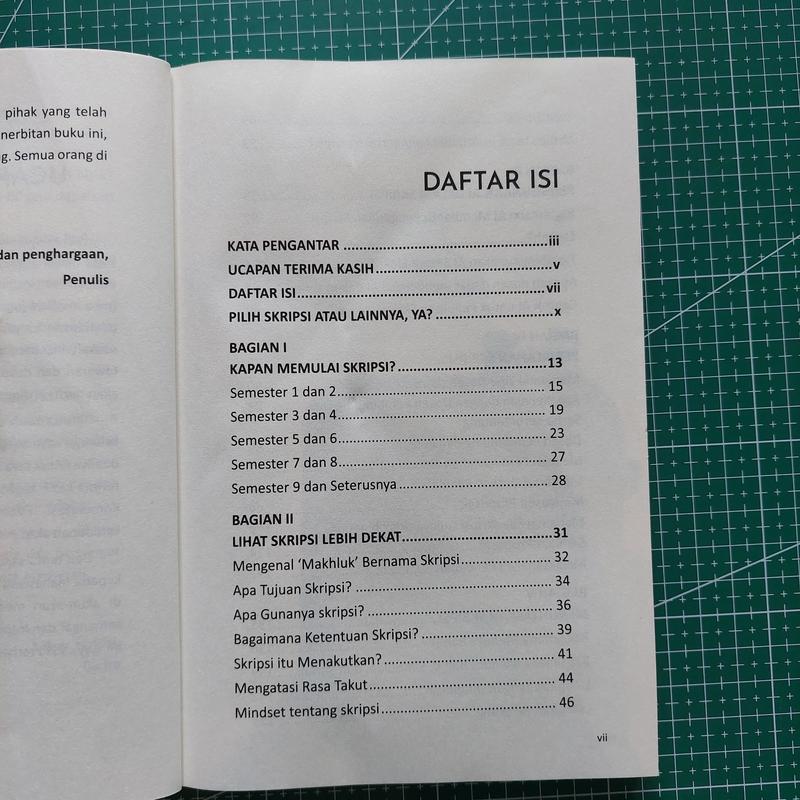 pihak yang telah
nerbitan buku ini,
g. Semua orang di
dan penghargaan,
Penulis
DAFTAR ISI
KATA PENGANTAR ................................................iii
UCAPAN TERIMA KASIH..........................................v
DAFTAR ISI..........................................................vii
PILIH SKRIPSI ATAU LAINNYA, YA? ............................x
BAGIAN I
KAPAN MEMULAI SKRIPSI?....................................13
Semester 1 dan 2.................................................. 15
Semester 3 dan 4.................................................. 19
Semester 5 dan 6.................................................. 23
Semester 7 dan 8.................................................. 27
Semester 9 dan Seterusnya.................................... 28
BAGIAN II
LIHAT SKRIPSI LEBIH DEKAT....................................31
Mengenal ‘Makhluk’ Bernama Skripsi...................... 32
Apa Tujuan Skripsi? ................................................ 34
Apa Gunanya skripsi? ............................................. 36
Bagaimana Ketentuan Skripsi? ................................ 39
Skripsi itu Menakutkan?......................................... 41
Mengatasi Rasa Takut............................................. 44
Mindset tentang skripsi.......................................... 46
vii